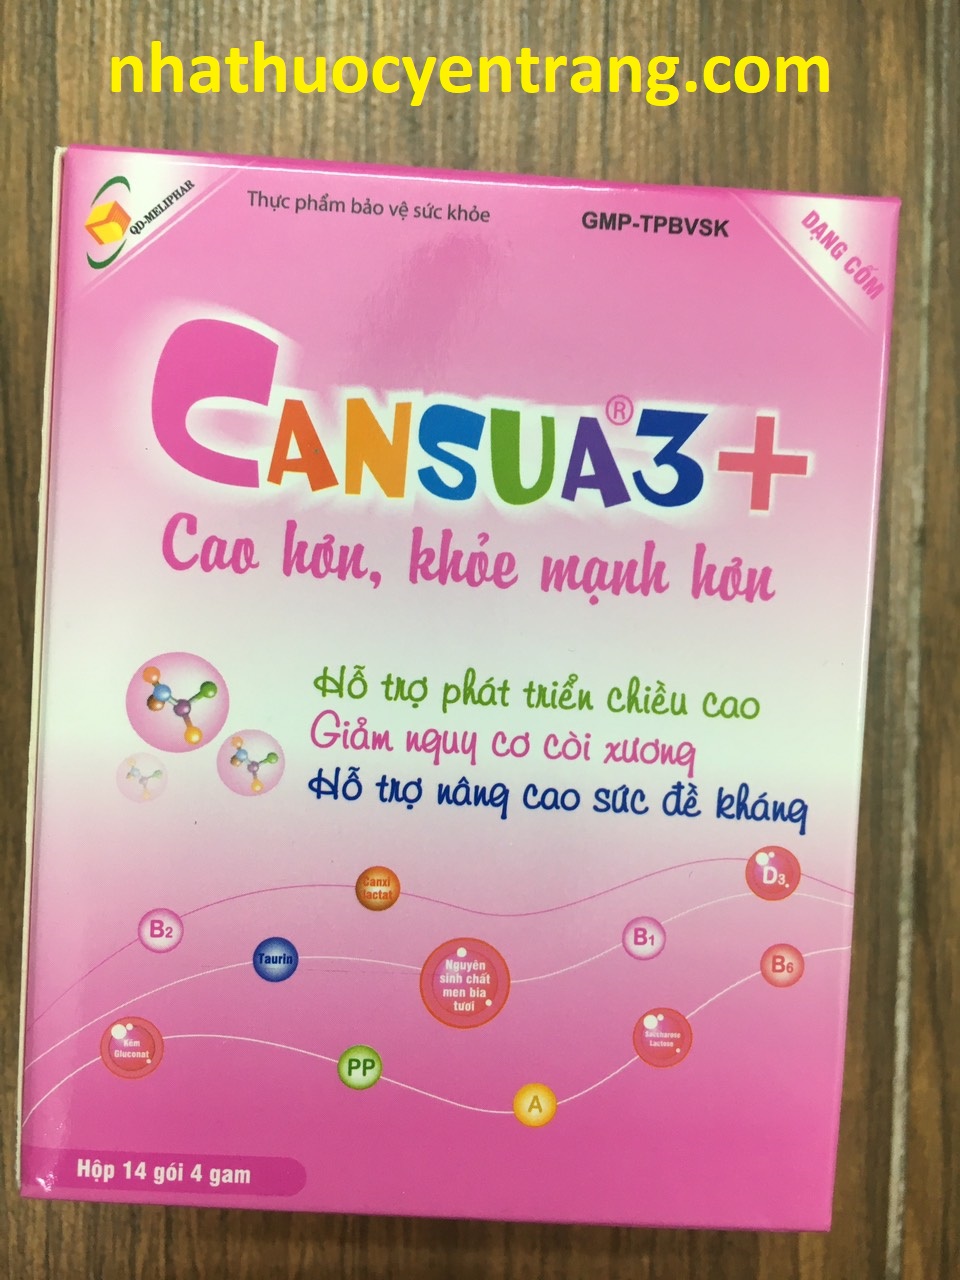 nhathuocyentrang.com
QD-MELIPHAR
Thực phẩm bảo vệ sức khỏe
GMP-TPBVSK
DẠNG CỐM
CANSUA®3+
Cao hơn, khỏe mạnh hơn
Hỗ trợ phát triển chiều cao
Giảm nguy cơ còi xương
Hỗ trợ nâng cao sức đề kháng
Canxi
lactat
D3
B2
B1
Taurin
Nguyên
sinh chất
men bia
tươi
B6
Kẽm
Gluconat
PP
Saccharose
Lactose
A
Hộp 14 gói 4 gam